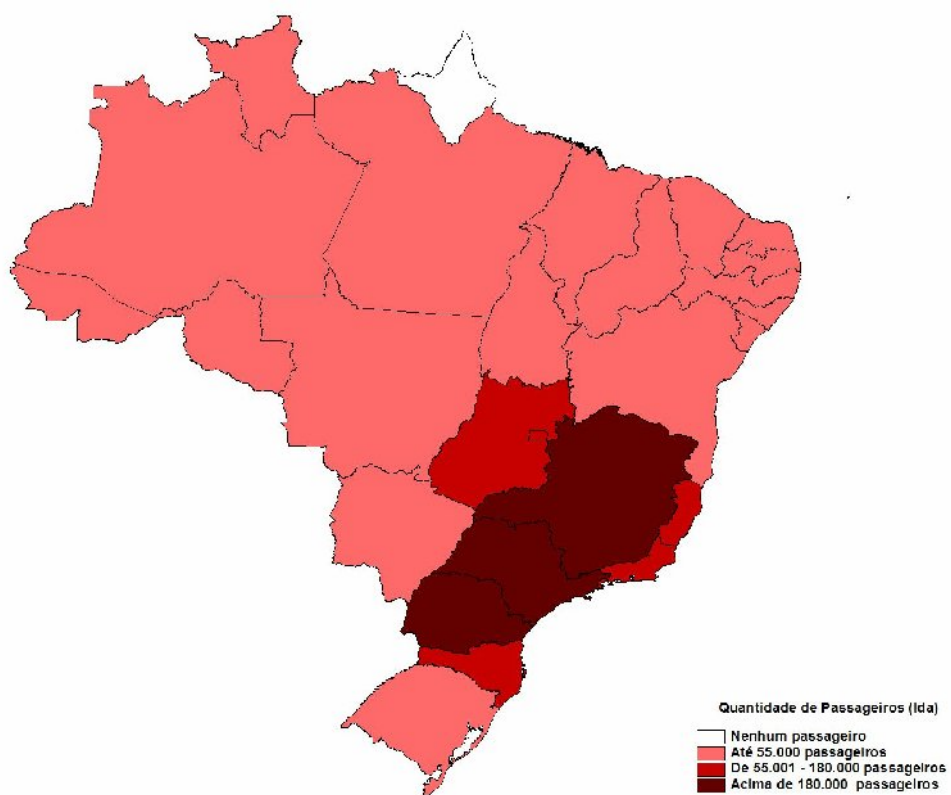 Quantidade de Passageiros (Ida)
Nenhum passageiro
Até 55.000 passageiros
De 55.001 - 180.000 passageiros
Acima de 180.000 passageiros